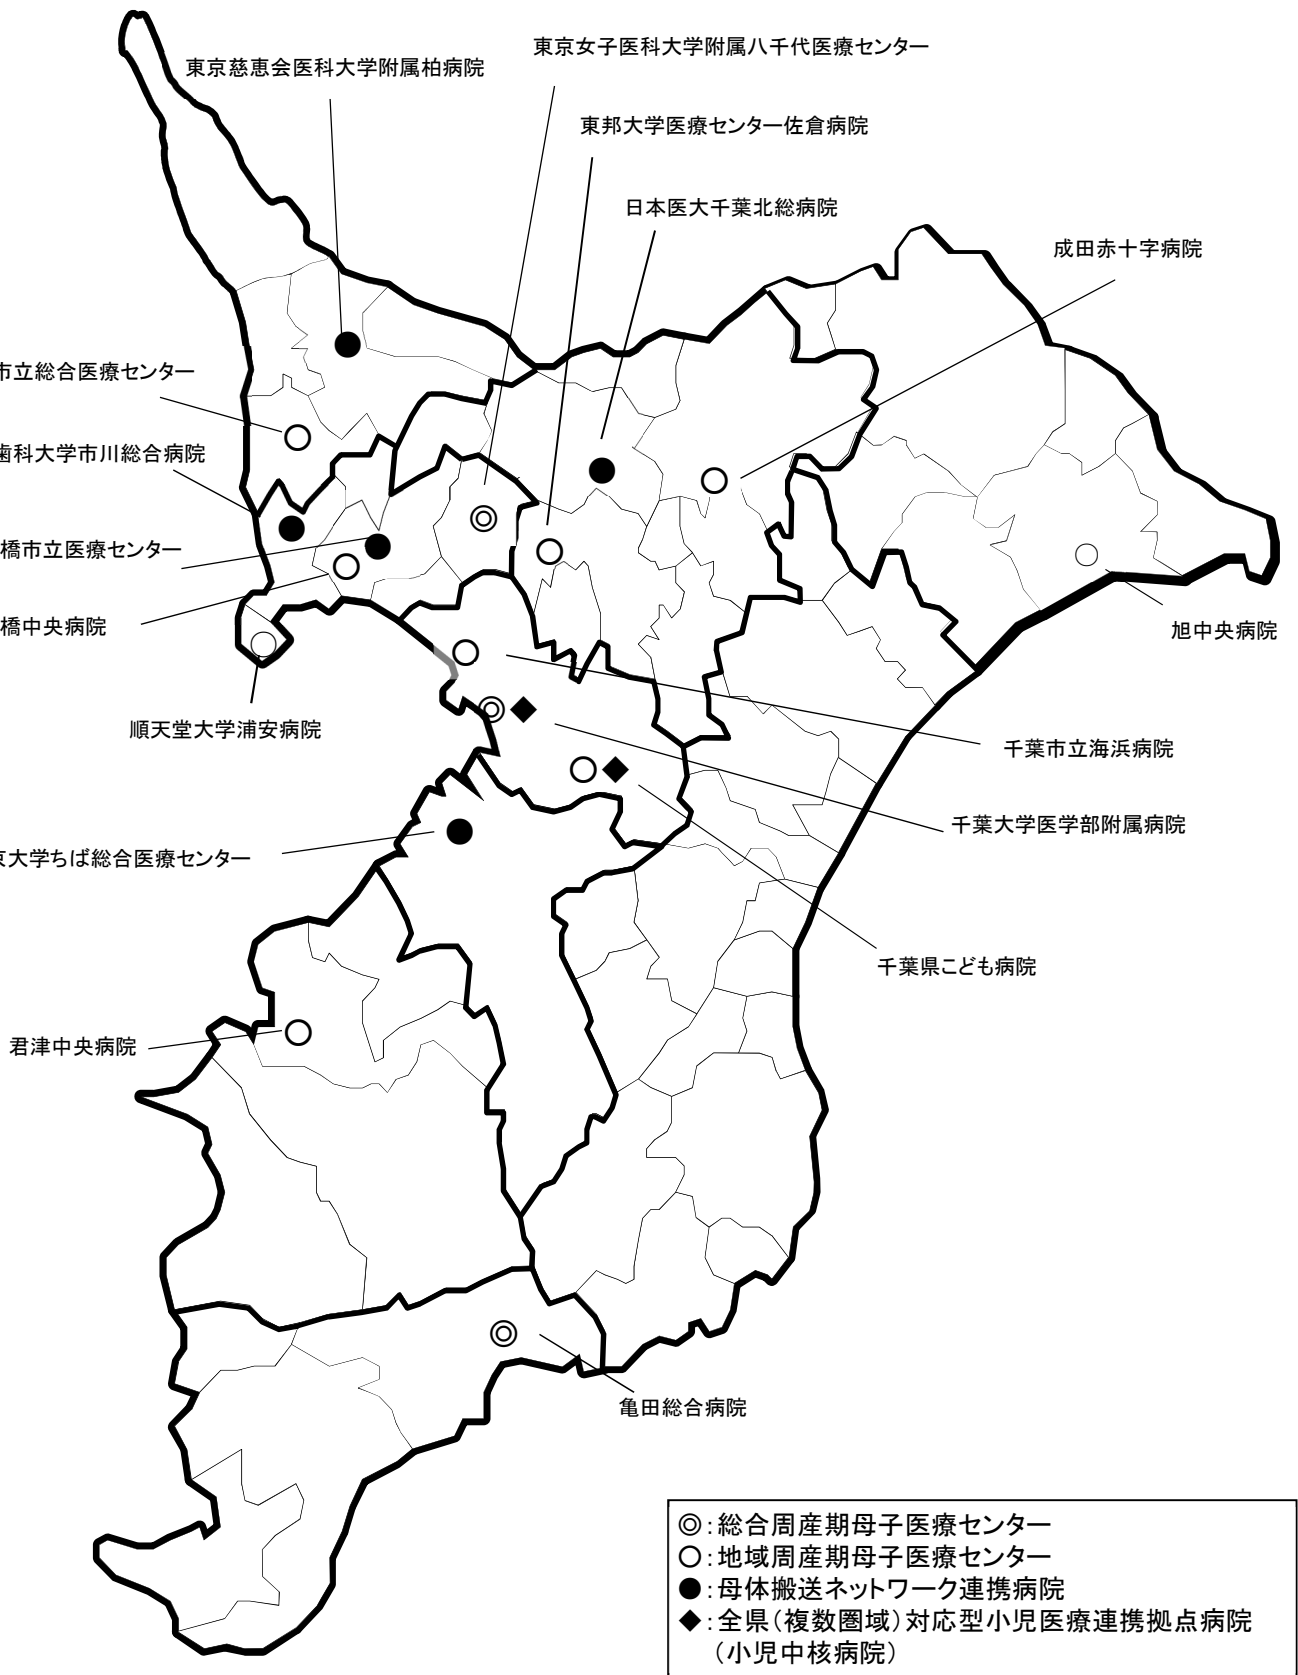 東京女子医科大学附属八千代医療センター
東京慈恵会医科大学附属柏病院
東邦大学医療センター佐倉病院
日本医大千葉北総病院
成田赤十字病院
市立総合医療センター
歯科大学市川総合病院
橋市立医療センター
橋中央病院
旭中央病院
順天堂大学浦安病院
千葉市立海浜病院
千葉大学医学部附属病院
京大学ちば総合医療センター
千葉県こども病院
君津中央病院
亀田総合病院
◎:総合周産期母子医療センター
○:地域周産期母子医療センター
●:母体搬送ネットワーク連携病院
◆:全県(複数圏域)対応型小児医療連携拠点病院
(小児中核病院)